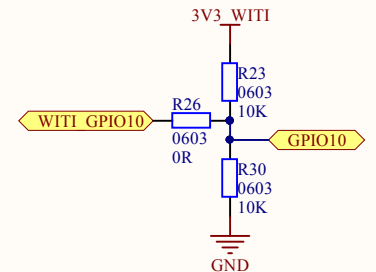 3V3_WITI
R23
0603
10K
R26
WITI_GPIO10
0603
0R
GPIO10
R30
0603
10K
GND